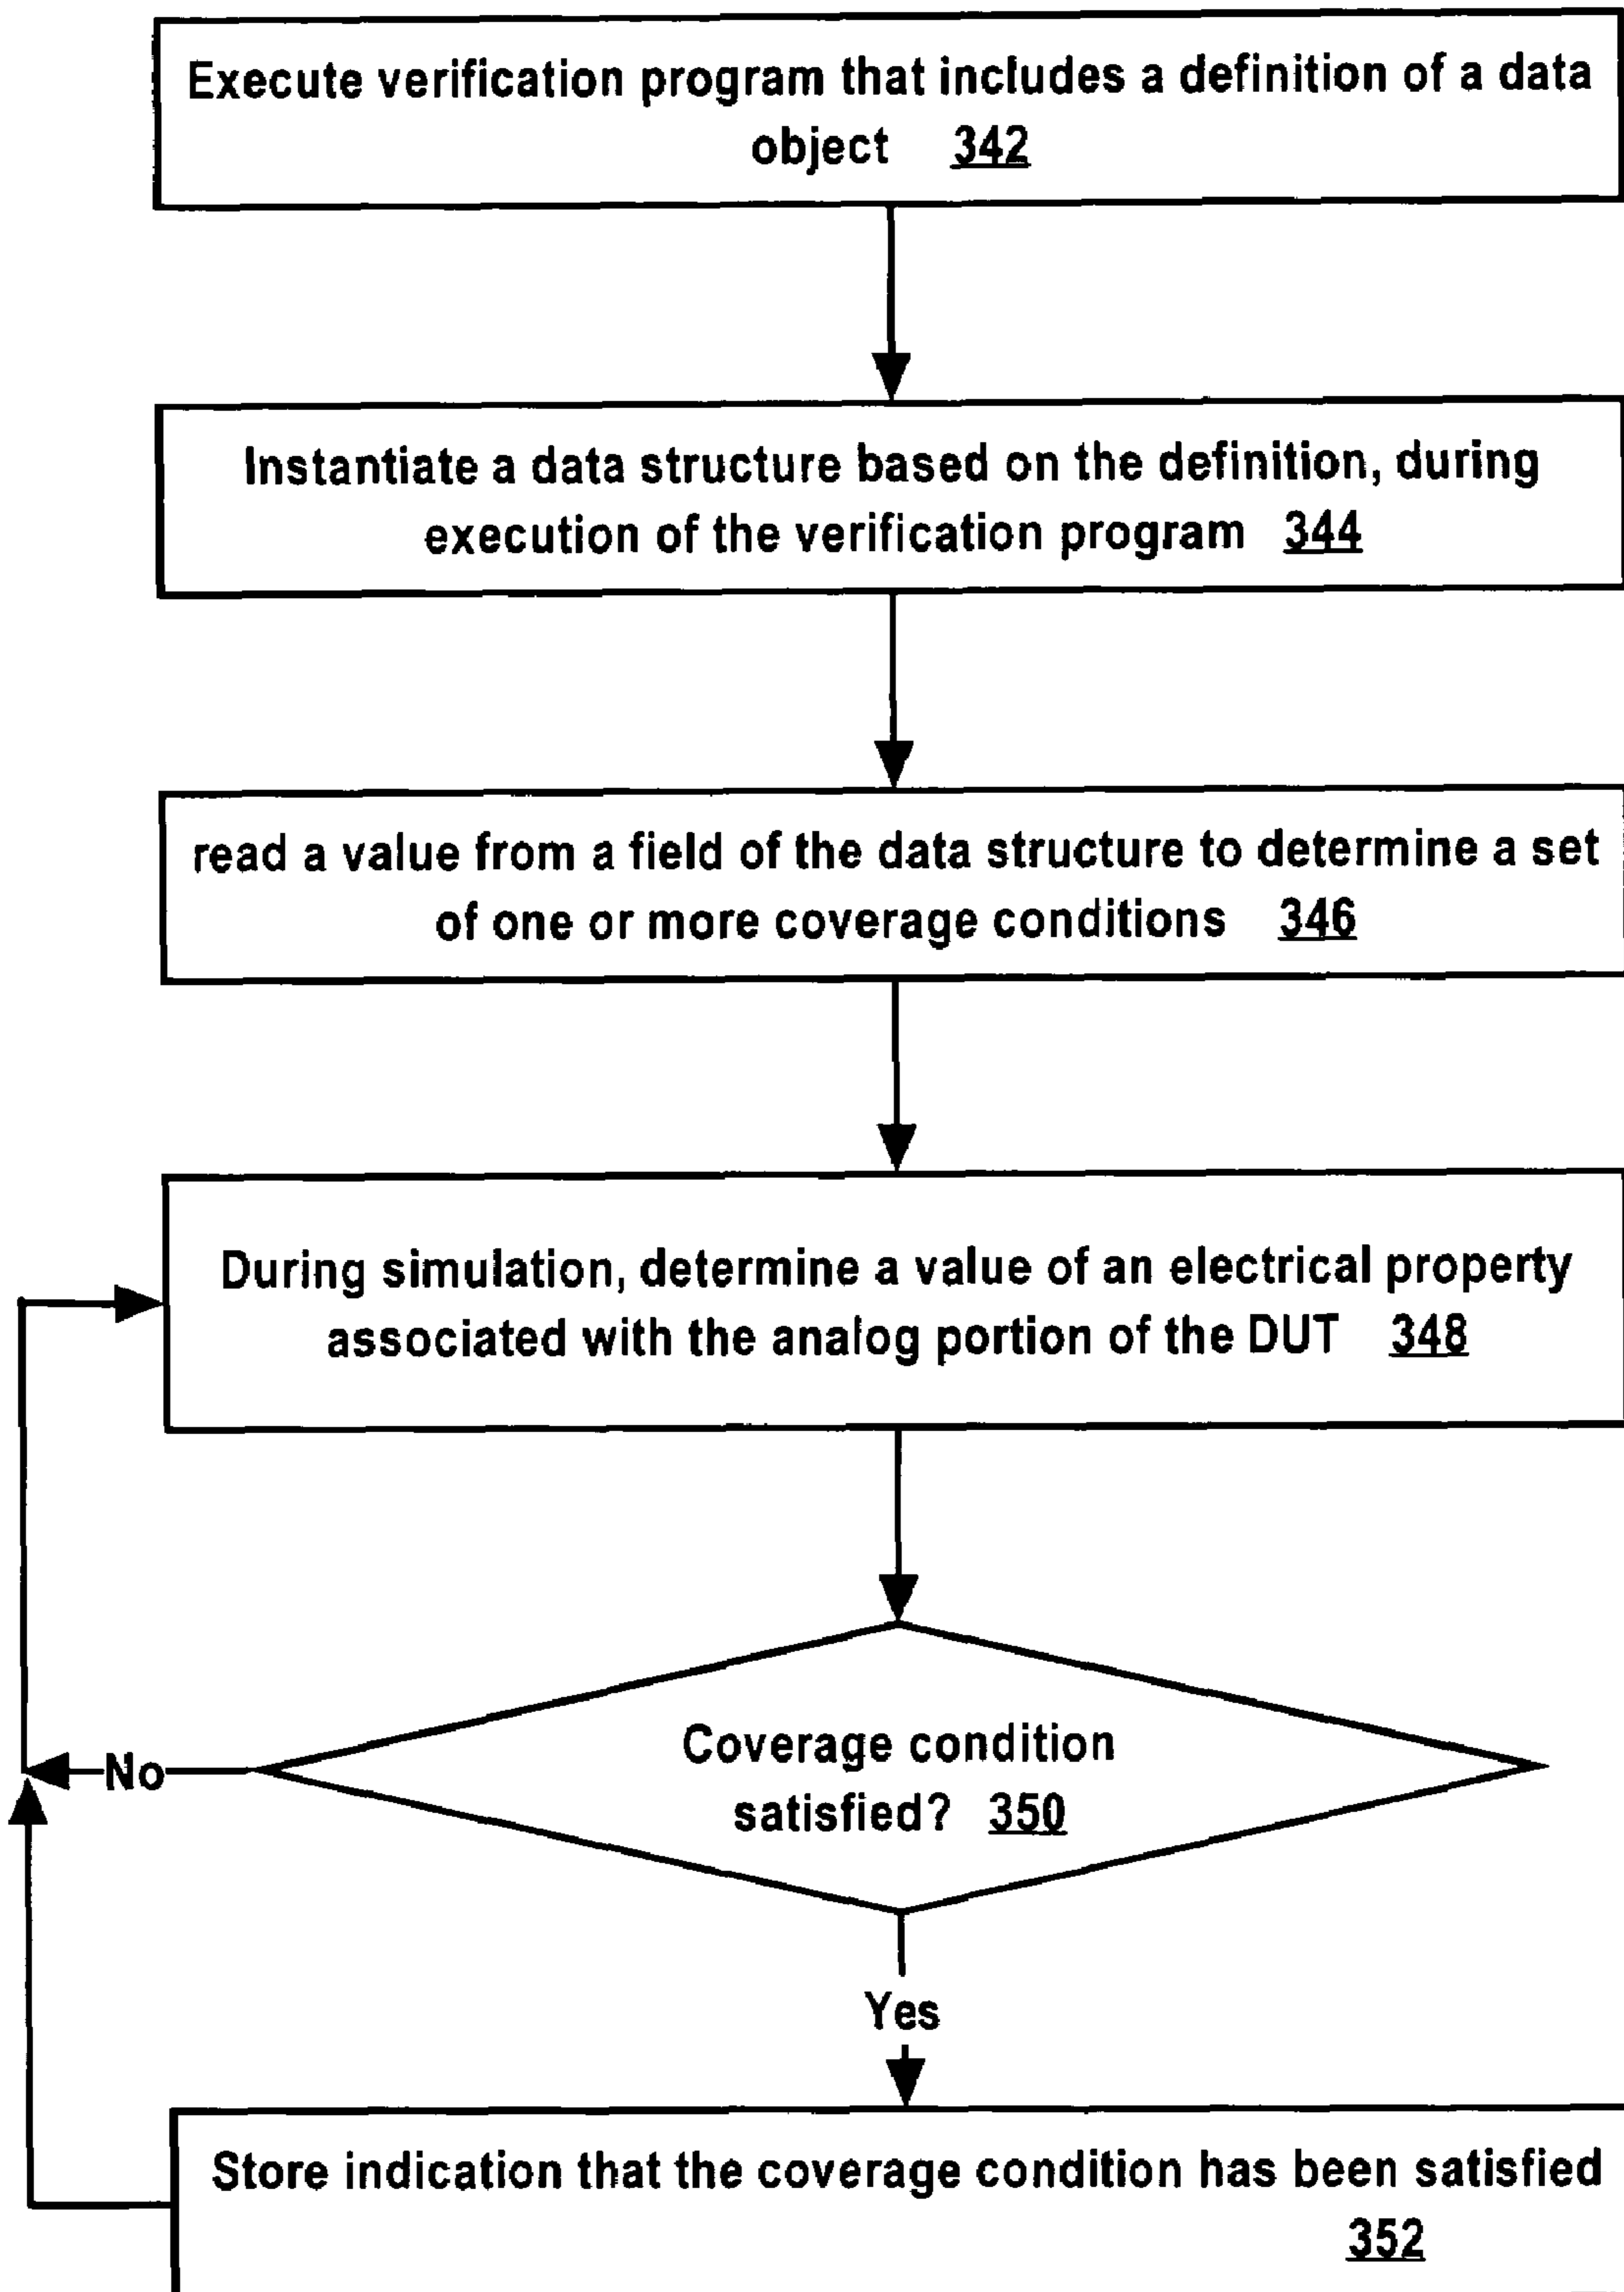 Execute verification program that includes a definition of a data
object 342
Instantiate a data structure based on the definition, during
execution of the verification program 344
read a value from a field of the data structure to determine a set
of one or more coverage conditions 346
During simulation, determine a value of an electrical property
associated with the analog portion of the DUT 348
Coverage condition
satisfied? 350
No
Yes
Store indication that the coverage condition has been satisfied
352